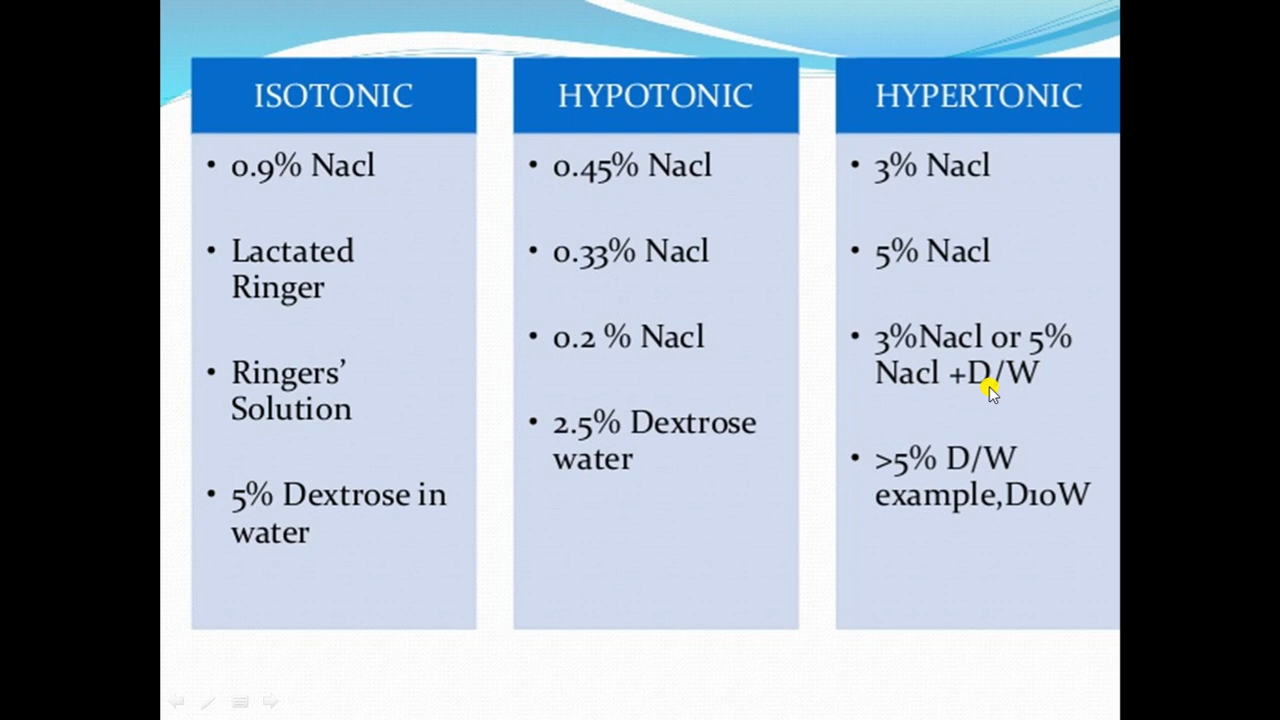 ISOTONIC
• 0.9% Nacl
• Lactated
Ringer
• Ringers’
Solution
• 5% Dextrose in
water
HYPOTONIC
• 0.45% Nacl
• 0.33% Nacl
• 0.2 % Nacl
• 2.5% Dextrose
water
HYPERTONIC
• 3% Nacl
• 5% Nacl
• 3%Nacl or 5%
Nacl +D/W
• >5% D/W
example,D10W